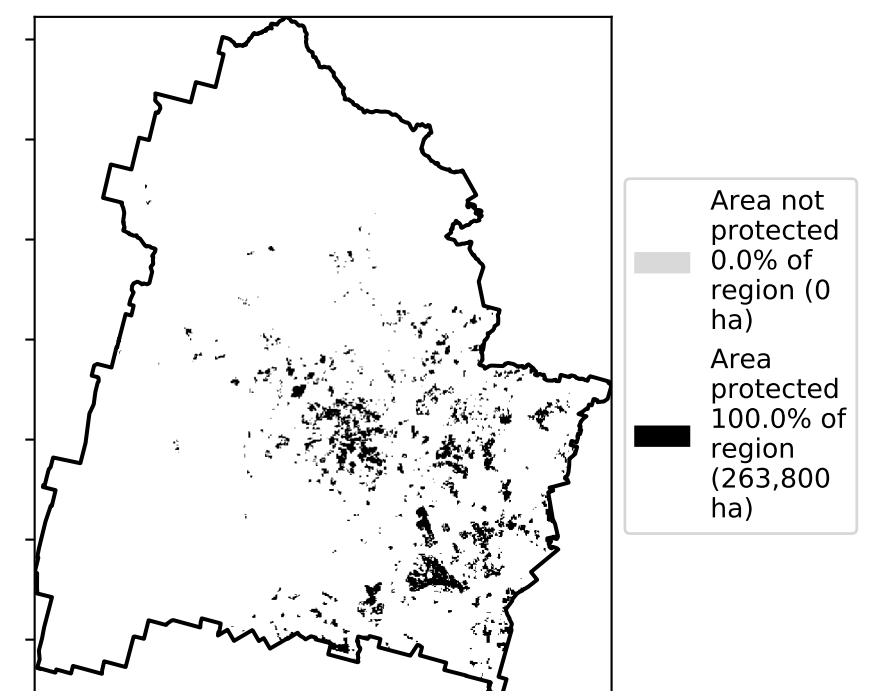 Area not
protected
0.0% of
region (0
ha)
Area
protected
100.0% of
region
(263,800
ha)